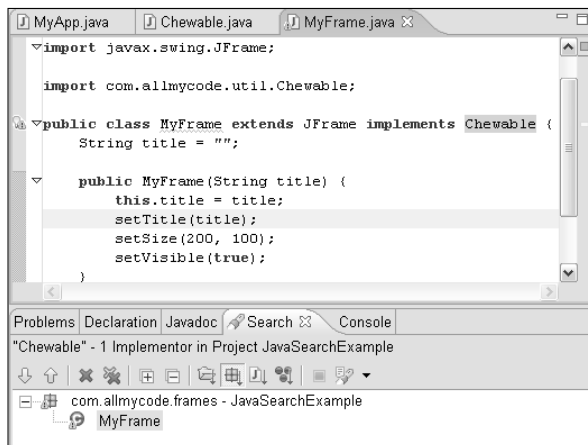 MyApp.java Chewable.java MyFrame.java
import javax.swing.JFrame;
import com.allmycode.util.Chewable;
public class MyFrame extends JFrame implements Chewable {
String title = "";
public MyFrame(String title) {
this.title = title;
setTitle(title);
setSize(200, 100);
setVisible(true);
}
Problems Declaration Javadoc Search Console
"Chewable" - 1 Implementor in Project JavaSearchExample
com.allmycode.frames - JavaSearchExample
MyFrame